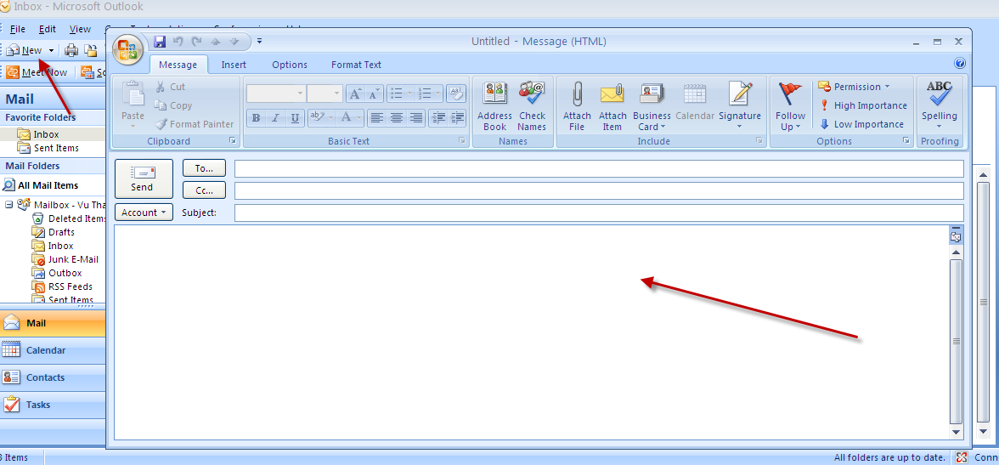 Inbox - Microsoft Outlook
File Edit View
New
Meet Now
Mail
Favorite Folders
Inbox
Sent Items
Mail Folders
All Mail Items
Mailbox - Vu Tha
Deleted Items
Drafts
Inbox
Junk E-Mail
Outbox
RSS Feeds
Sent Items
Mail
Calendar
Contacts
Tasks
Untitled - Message (HTML)
Message Insert Options Format Text
Paste
Cut
Copy
Format Painter
Clipboard
B I U
Basic Text
Address Book
Check Names
Names
Attach File
Attach Item
Business Card
Calendar
Signature
Include
Follow Up
Permission
High Importance
Low Importance
Options
ABC
Spelling
Proofing
Send
To...
Cc...
Account
Subject:
Items
All folders are up to date.
Conn